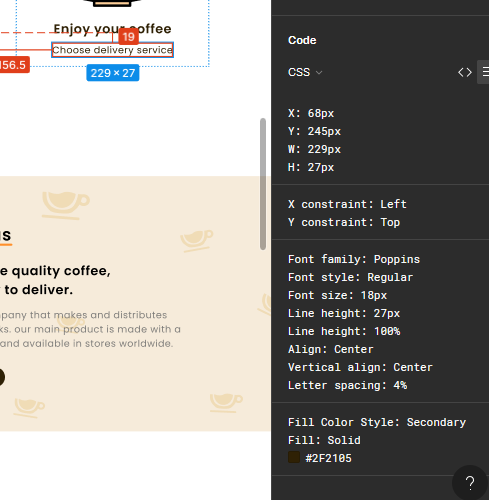 Enjoy your coffee
19
Choose delivery service
156.5
229 × 27
e quality coffee,
to deliver.
mpany that makes and distributes
ks. our main product is made with a
and available in stores worldwide.
Code
CSS
X: 68px
Y: 245px
W: 229px
H: 27px
X constraint: Left
Y constraint: Top
Font family: Poppins
Font style: Regular
Font size: 18px
Line height: 27px
Line height: 100%
Align: Center
Vertical align: Center
Letter spacing: 4%
Fill Color Style: Secondary
Fill: Solid
#2F2105
?